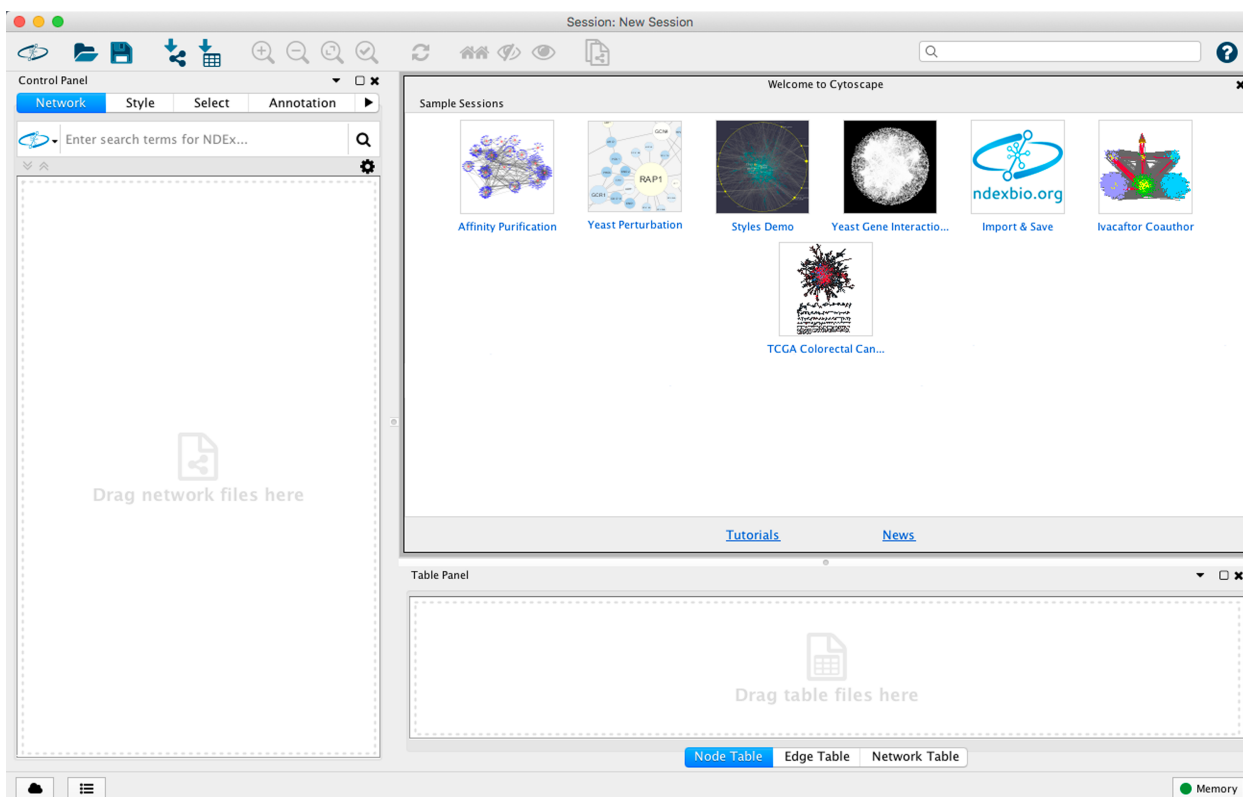 Session: New Session
Control Panel
Network Style Select Annotation
Enter search terms for NDEx...
Drag network files here
Welcome to Cytoscape
Sample Sessions
GCN4
RAP1
GCR1
ndexbio.org
Affinity Purification
Yeast Perturbation
Styles Demo
Yeast Gene Interactio...
Import & Save
Ivacaftor Coauthor
TCGA Colorectal Can...
Tutorials News
Table Panel
Drag table files here
Node Table Edge Table Network Table
Memory